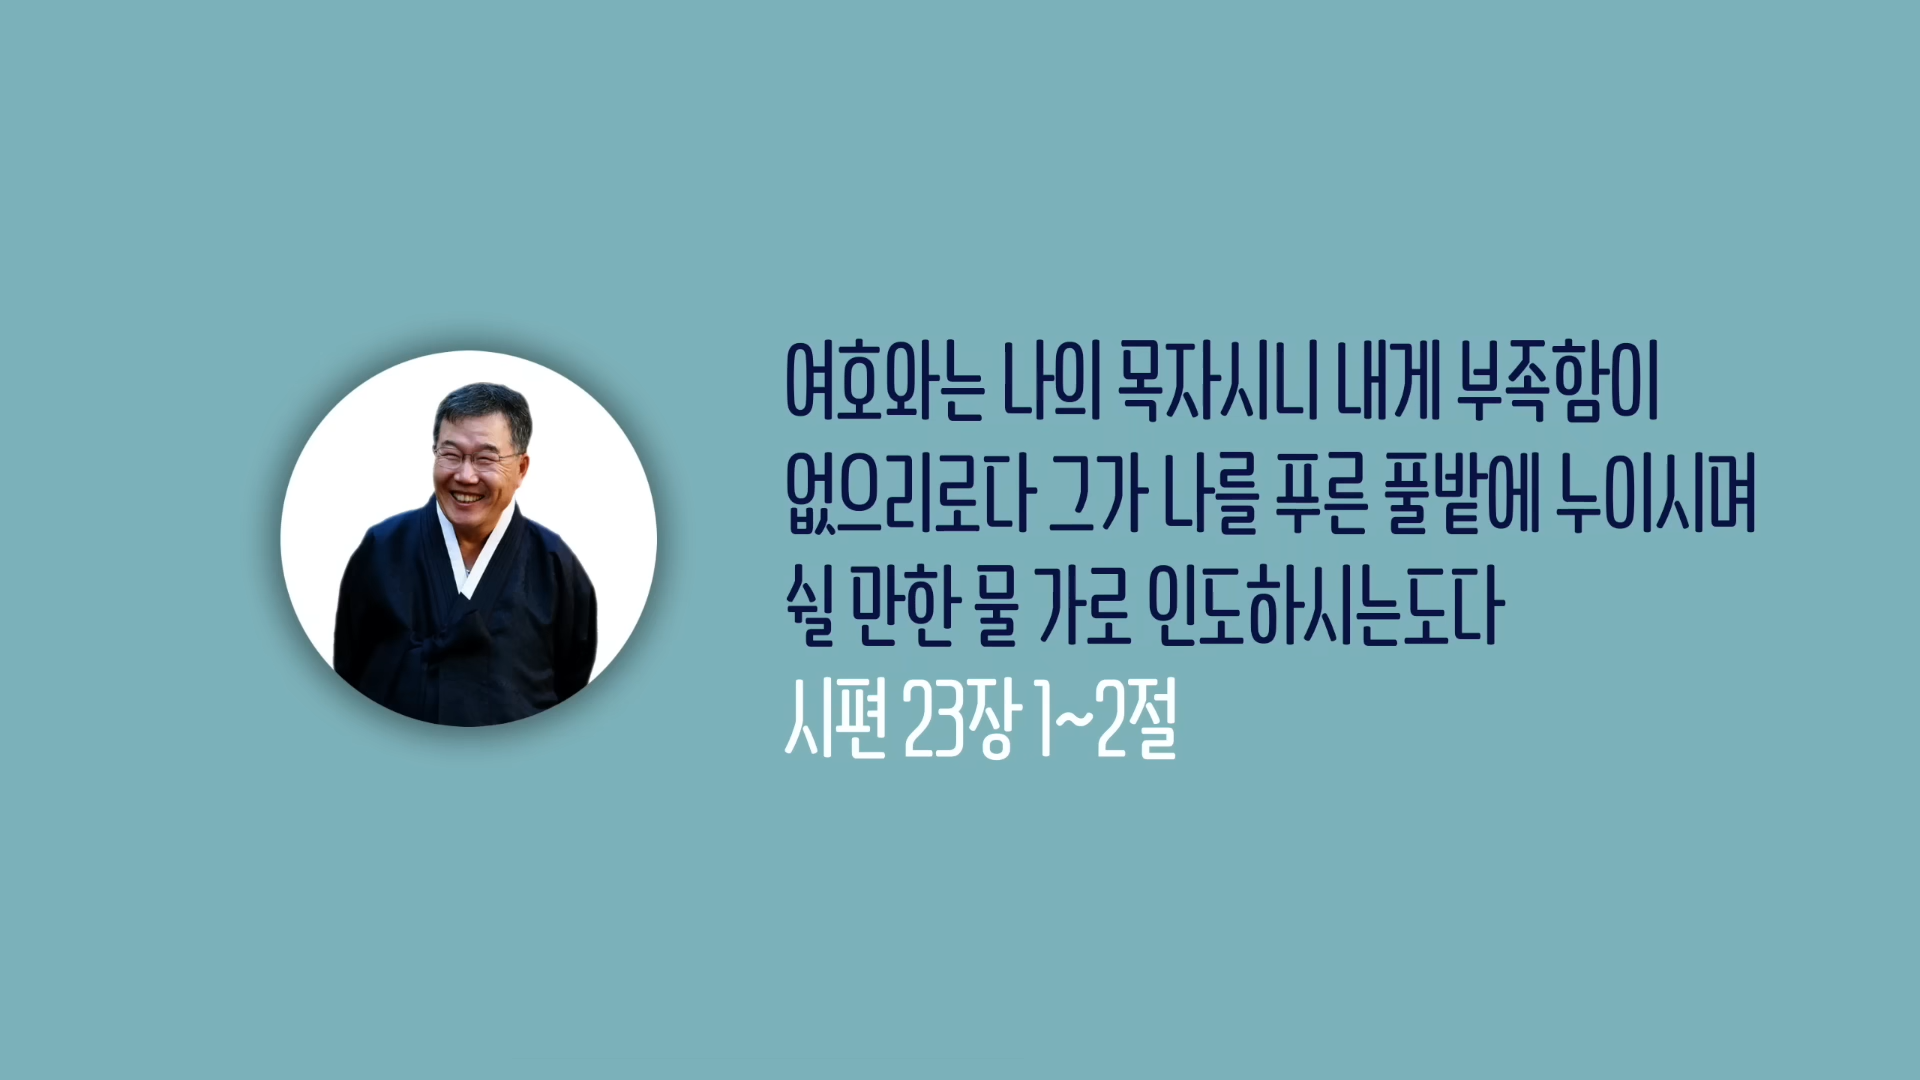 여호와는 나의 목자시니 내게 부족함이
없으리로다 그가 나를 푸른 풀밭에 누이시며
쉴 만한 물 가로 인도하시는도다
시편 23장 1~2절